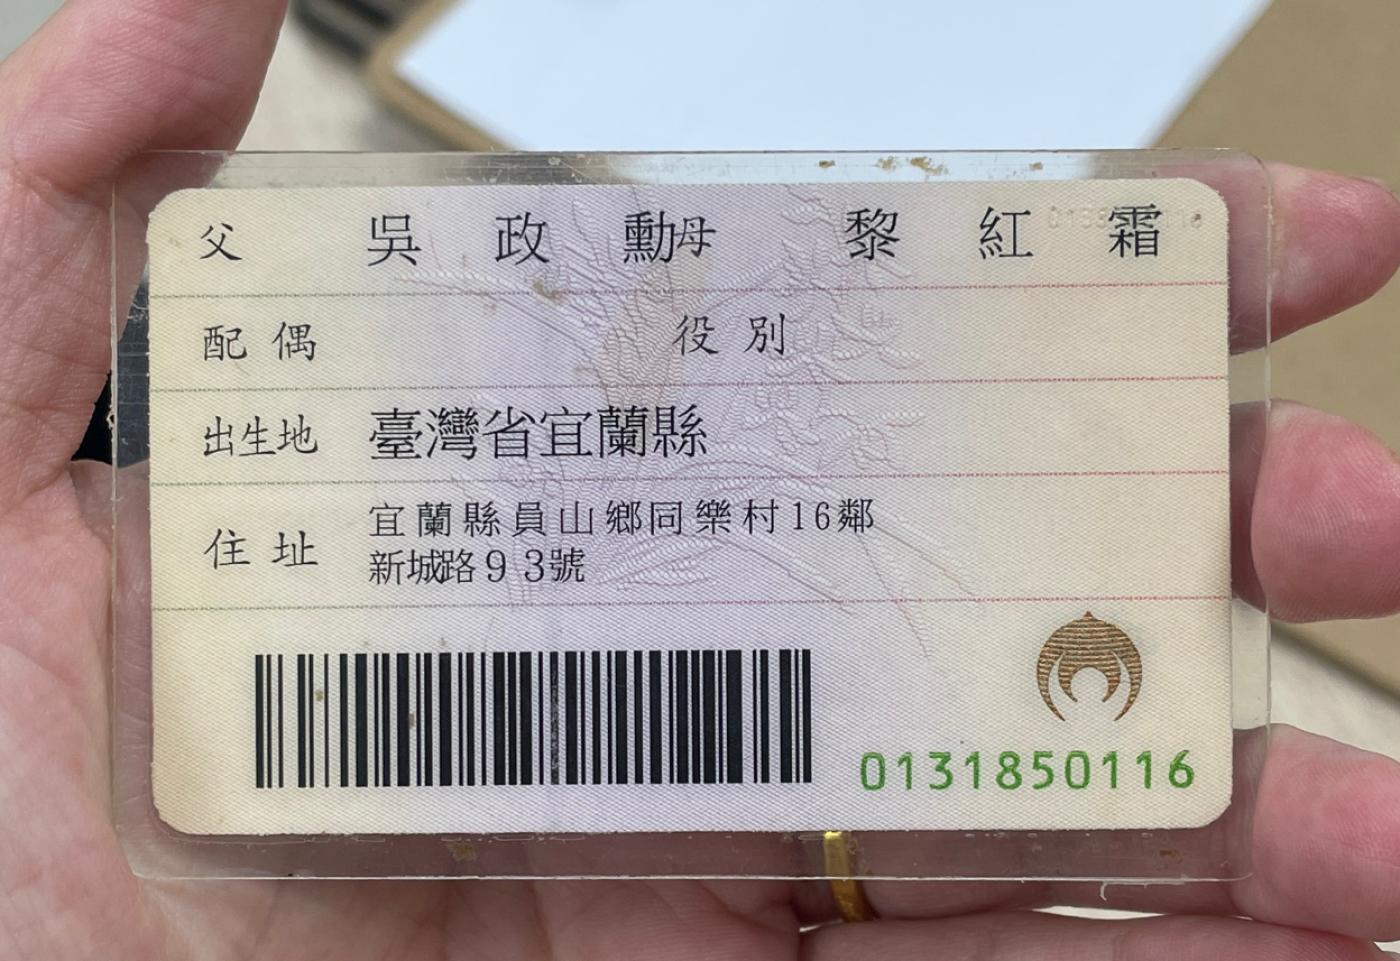 父 吳政勳 母 黎紅霜
配偶 役別
出生地 臺灣省宜蘭縣
住址 宜蘭縣員山鄉同樂村16鄰
新城路93號
0131850116